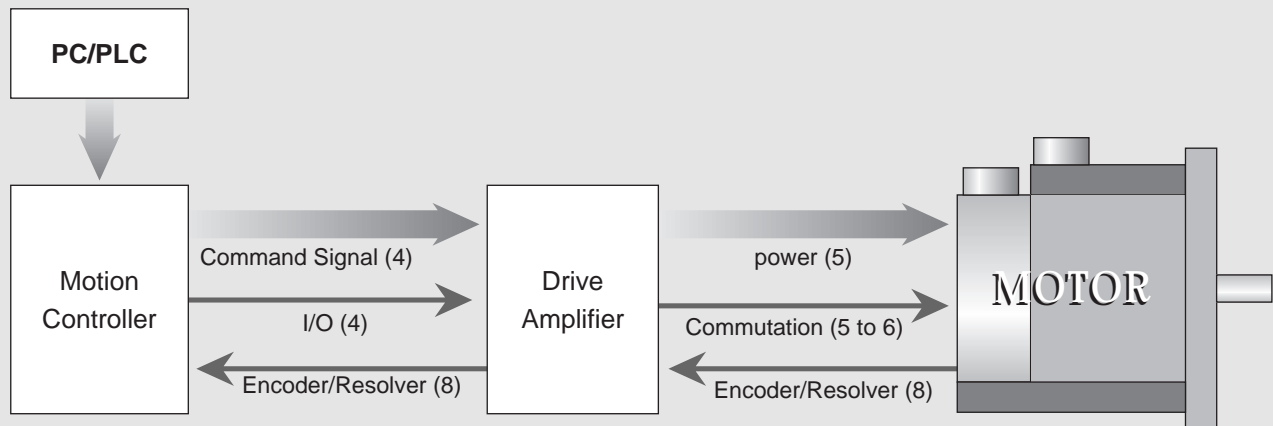 PC/PLC
Motion
Controller
Command Signal (4)
I/O (4)
Encoder/Resolver (8)
Drive
Amplifier
power (5)
Commutation (5 to 6)
Encoder/Resolver (8)
MOTOR